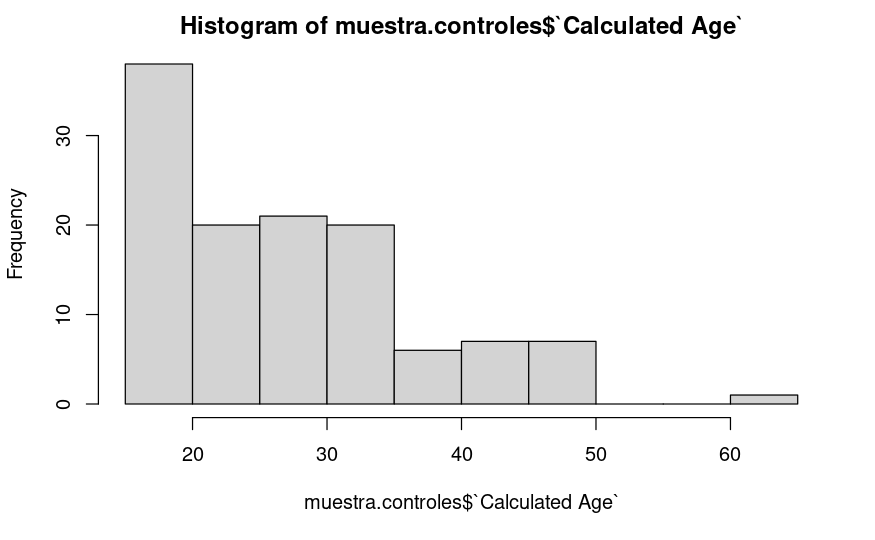 Histogram of muestra.controles$`Calculated Age`
Frequency
30
20
10
0
20 30 40 50 60
muestra.controles$`Calculated Age`